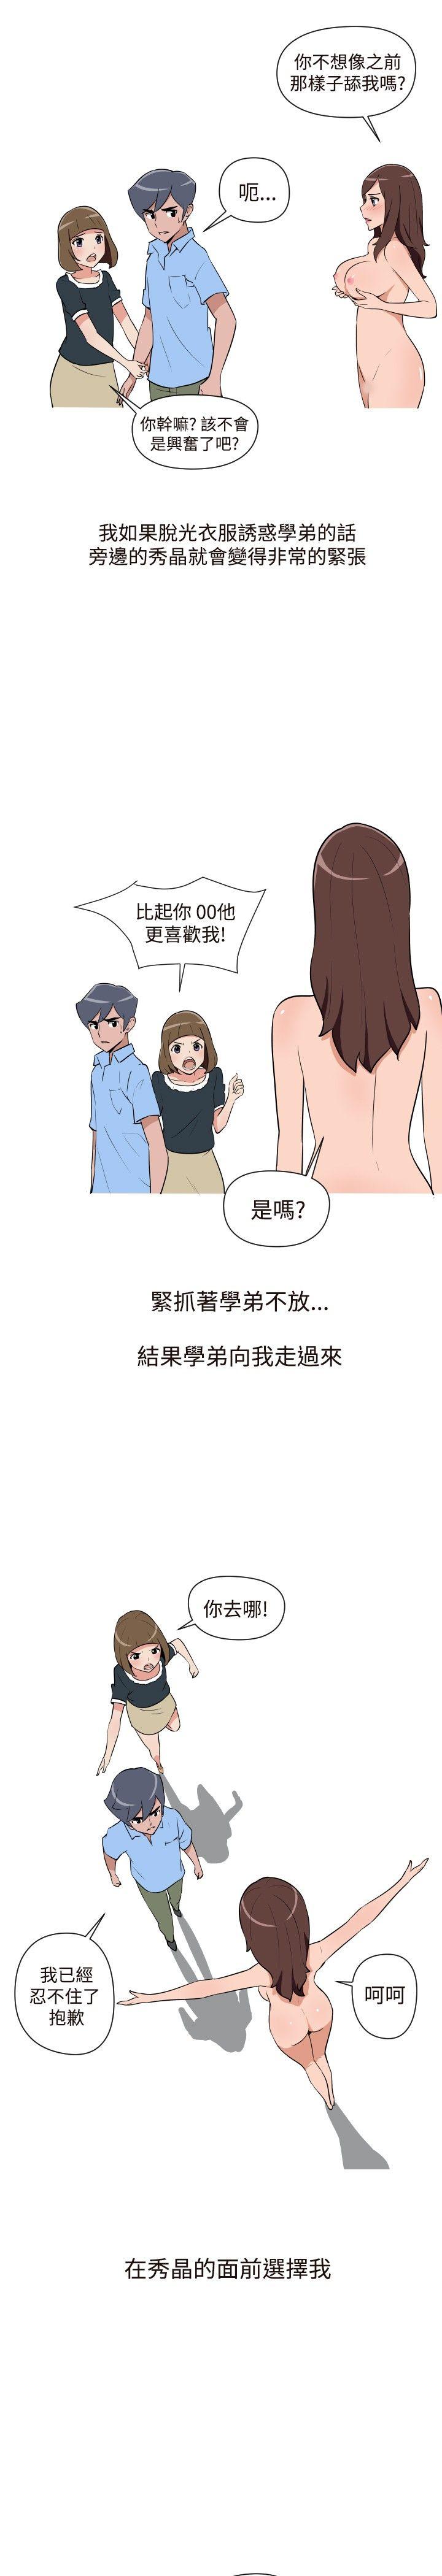 你不想像之前
那樣子舔我嗎?
呃...
你幹嘛? 該不會
是興奮了吧?
我如果脫光衣服誘惑學弟的話
旁邊的秀晶就會變得非常的緊張
比起你 OO他
更喜歡我!
是嗎?
緊抓著學弟不放...
結果學弟向我走過來
你去哪!
我已經
忍不住了
抱歉
呵呵
在秀晶的面前選擇我